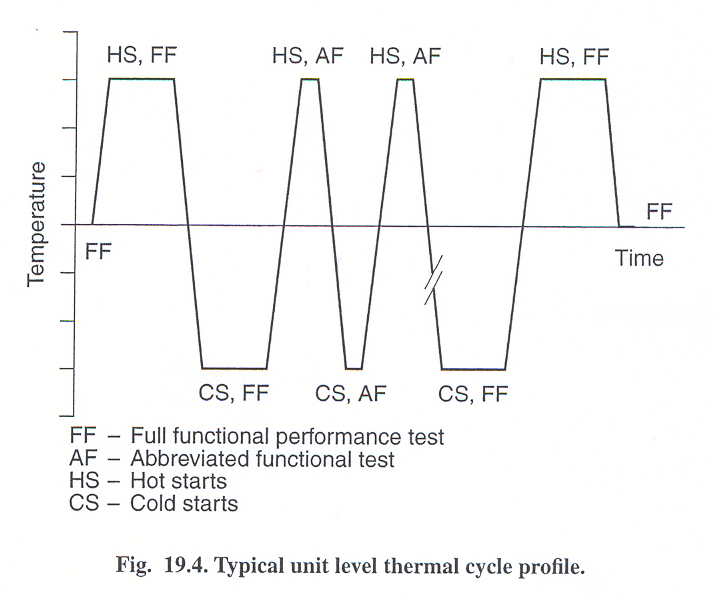 HS, FF
HS, AF
HS, AF
HS, FF
Temperature
FF
FF
Time
CS, FF
CS, AF
CS, FF
FF – Full functional performance test
AF – Abbreviated functional test
HS – Hot starts
CS – Cold starts
Fig. 19.4. Typical unit level thermal cycle profile.